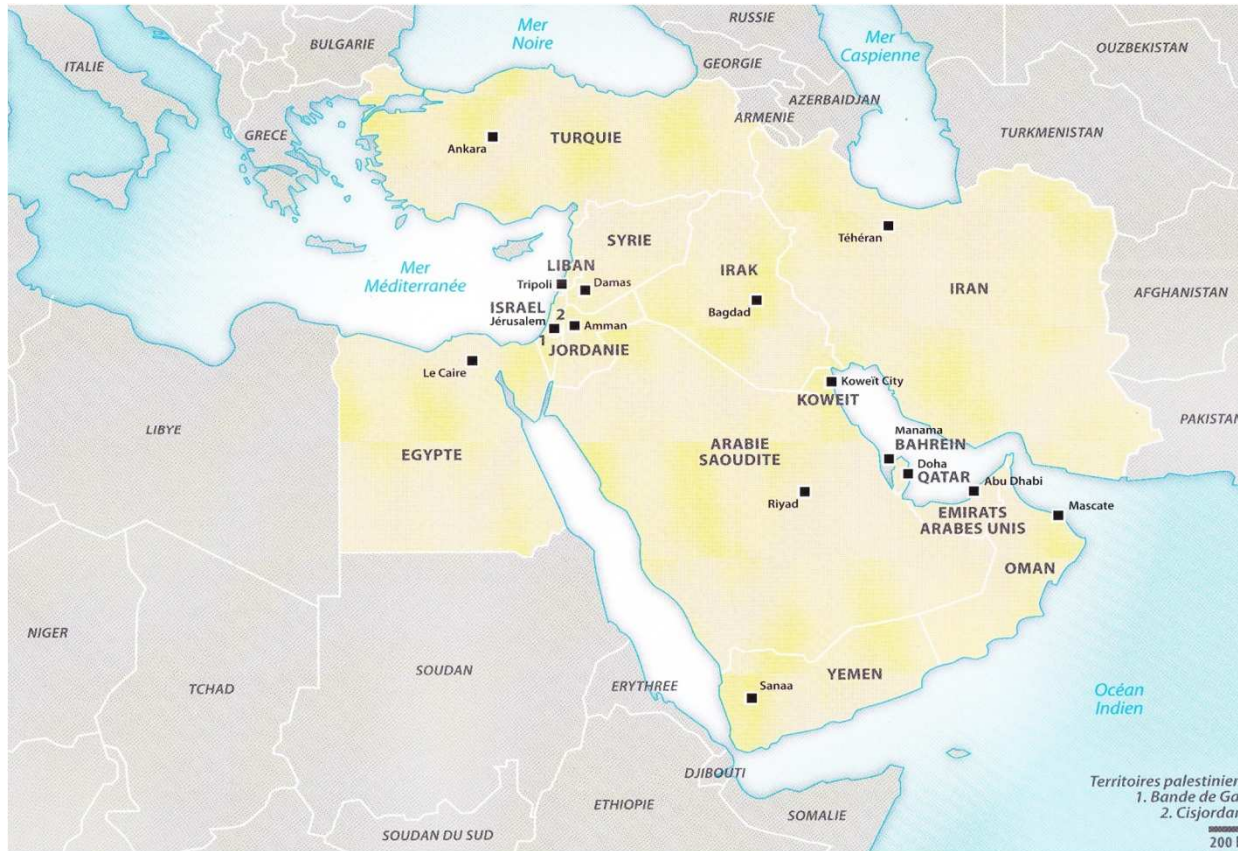 RUSSIE
Mer
Noire
BULGARIE
ITALIE
Mer
Caspienne
OUZBEKISTAN
GEORGIE
AZERBAIDJAN
ARMENIE
GRECE
TURKMENISTAN
TURQUIE
Ankara
Téhéran
SYRIE
LIBAN
Mer
Méditerranée
Tripoli
Damas
IRAK
Bagdad
IRAN
AFGHANISTAN
ISRAEL
Jérusalem
2
Amman
1
JORDANIE
Le Caire
Koweït City
KOWEIT
PAKISTAN
LIBYE
EGYPTE
ARABIE
SAOUDITE
Manama
BAHREIN
Doha
QATAR
Abu Dhabi
Riyad
EMIRATS
ARABES UNIS
Mascate
OMAN
NIGER
TCHAD
SOUDAN
ERYTHREE
Sanaa
YEMEN
Océan
Indien
DJIBOUTI
ETHIOPIE
SOMALIE
SOUDAN DU SUD
Territoires
1. Bande de
2.
200